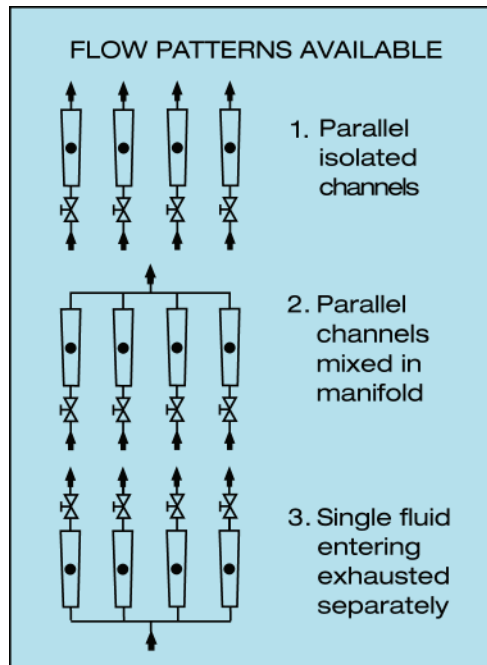 FLOW PATTERNS AVAILABLE
1. Parallel
isolated
channels
2. Parallel
channels
mixed in
manifold
3. Single fluid
entering
exhausted
separately